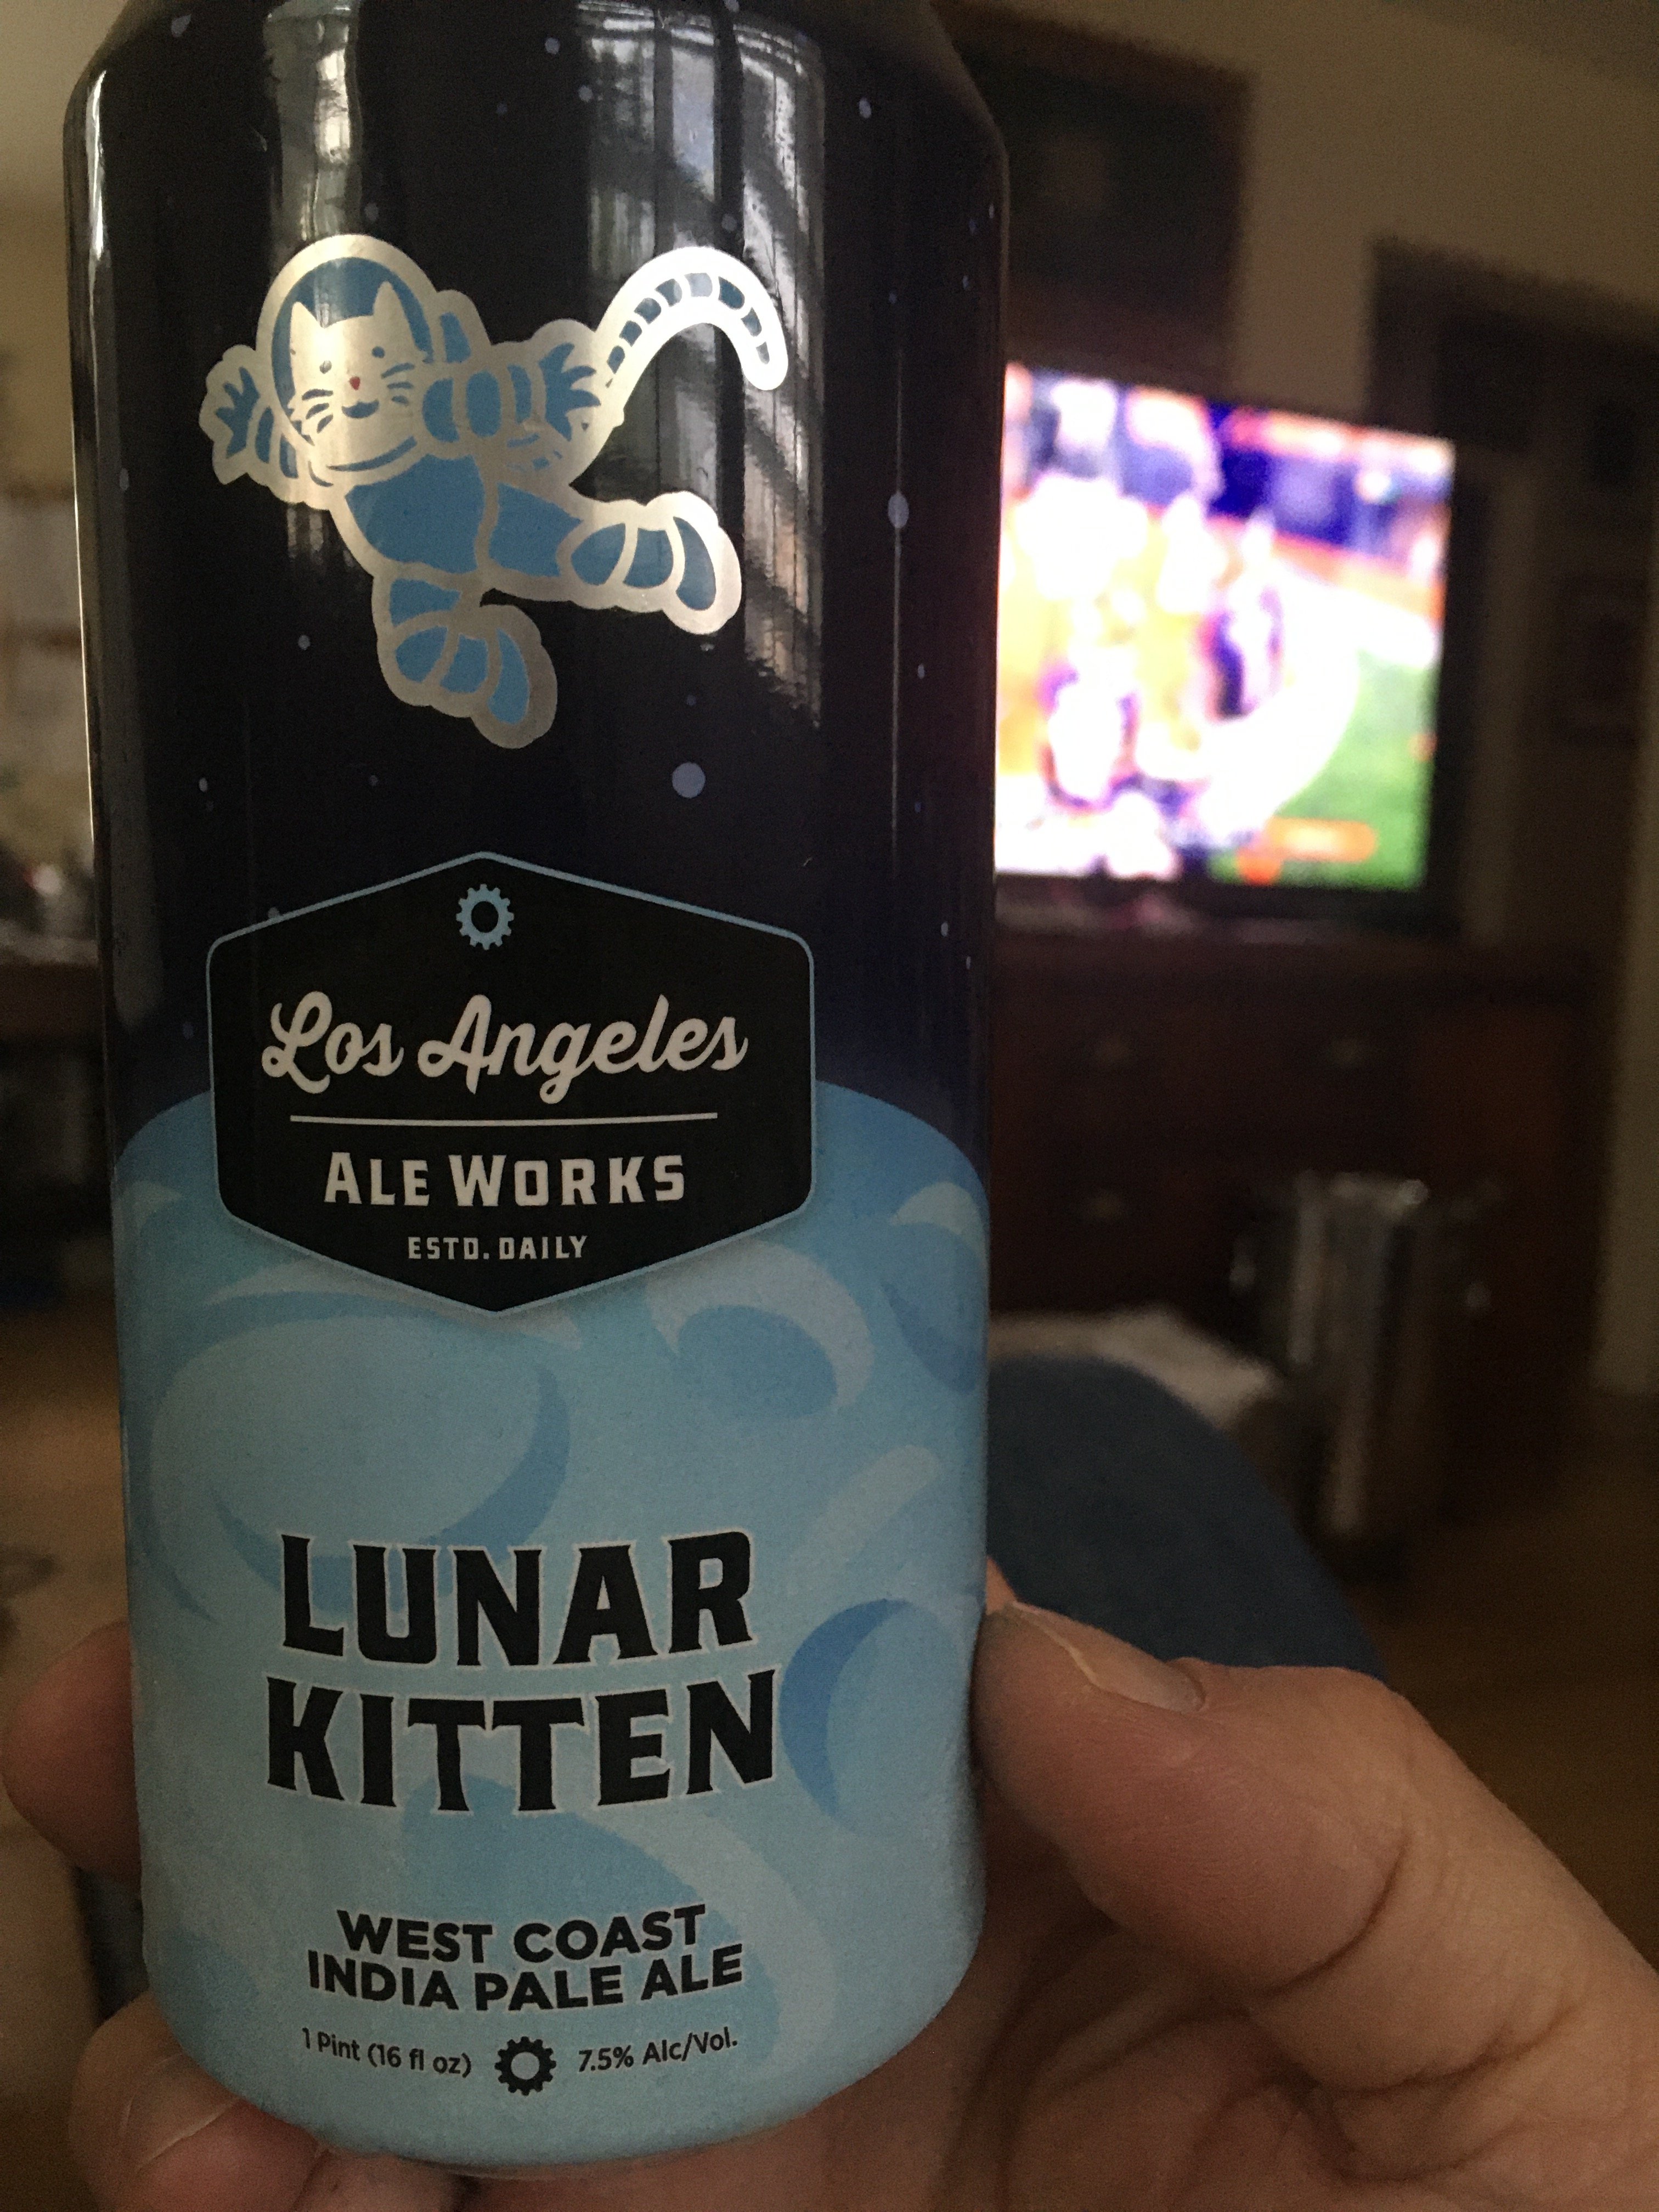 Los Angeles
ALE WORKS
ESTD. DAILY
LUNAR
KITTEN
WEST COAST
INDIA PALE ALE
1 Pint (16 fl oz) 7.5% Alc/Vol.